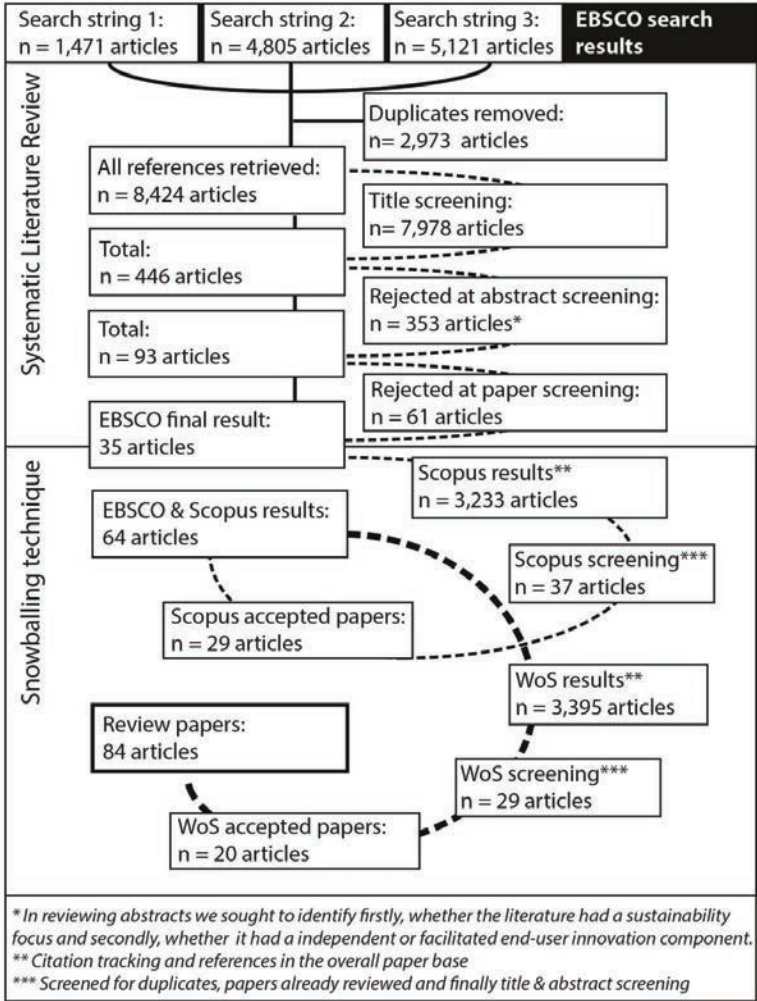 Search string 1:
n = 1,471 articles
Search string 2:
n = 4,805 articles
Search string 3:
n = 5,121 articles
EBSCO search
results
Systematic Literature Review
Duplicates removed:
n= 2,973 articles
All references retrieved:
n = 8,424 articles
Title screening:
n= 7,978 articles
Total:
n = 446 articles
Rejected at abstract screening:
n = 353 articles*
Total:
n = 93 articles
Rejected at paper screening:
n = 61 articles
EBSCO final result:
35 articles
Snowballing technique
Scopus results**
n = 3,233 articles
EBSCO & Scopus results:
64 articles
Scopus screening***
n = 37 articles
Scopus accepted papers:
n = 29 articles
WoS results**
n = 3,395 articles
Review papers:
84 articles
WoS screening***
n = 29 articles
WoS accepted papers:
n = 20 articles
* In reviewing abstracts we sought to identify firstly, whether the literature had a sustainability
focus and secondly, whether it had a independent or facilitated end-user innovation component.
** Citation tracking and references in the overall paper base
*** Screened for duplicates, papers already reviewed and finally title & abstract screening